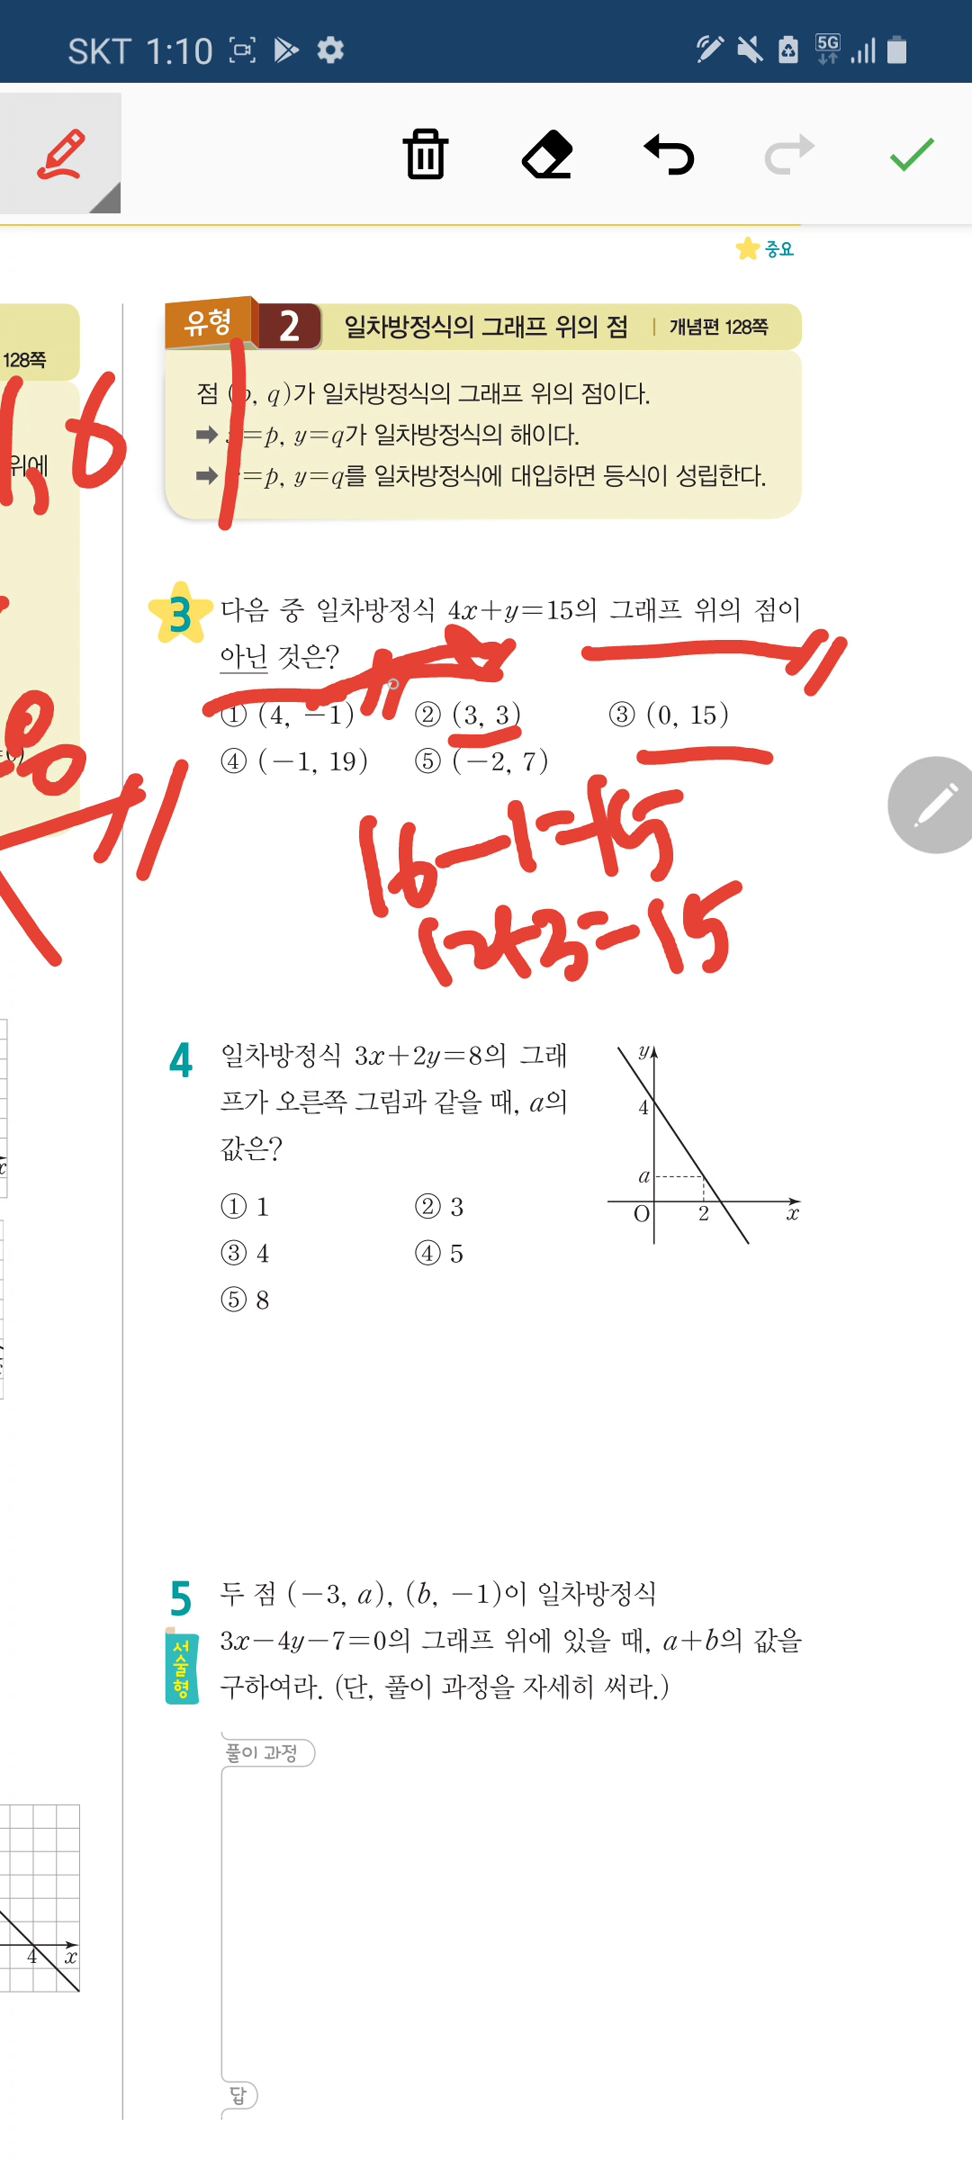 SKT 1:10
5G
중요
128쪽
유형 2 일차방정식의 그래프 위의 점 | 개념편 128쪽
점 (p, q)가 일차방정식의 그래프 위의 점이다.
➡ x=p, y=q가 일차방정식의 해이다.
➡ x=p, y=q를 일차방정식에 대입하면 등식이 성립한다.
위에
1,6
3 다음 중 일차방정식 4x+y=15의 그래프 위의 점이
아닌 것은?
① (4, −1) ② (3, 3) ③ (0, 15)
④ (−1, 19) ⑤ (−2, 7)
16−1=15
12+3=15
4 일차방정식 3x+2y=8의 그래
프가 오른쪽 그림과 같을 때, a의
값은?
① 1 ② 3
③ 4 ④ 5
⑤ 8
y
4
a
O 2 x
x
5 두 점 (−3, a), (b, −1)이 일차방정식
서술형
3x−4y−7=0의 그래프 위에 있을 때, a+b의 값을
구하여라. (단, 풀이 과정을 자세히 써라.)
풀이 과정
4 x
답